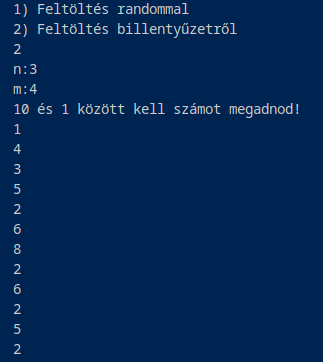 1) Feltöltés randommal
2) Feltöltés billentyűzetről
2
n:3
m:4
10 és 1 között kell számot megadnod!
1
4
3
5
2
6
8
2
6
2
5
2